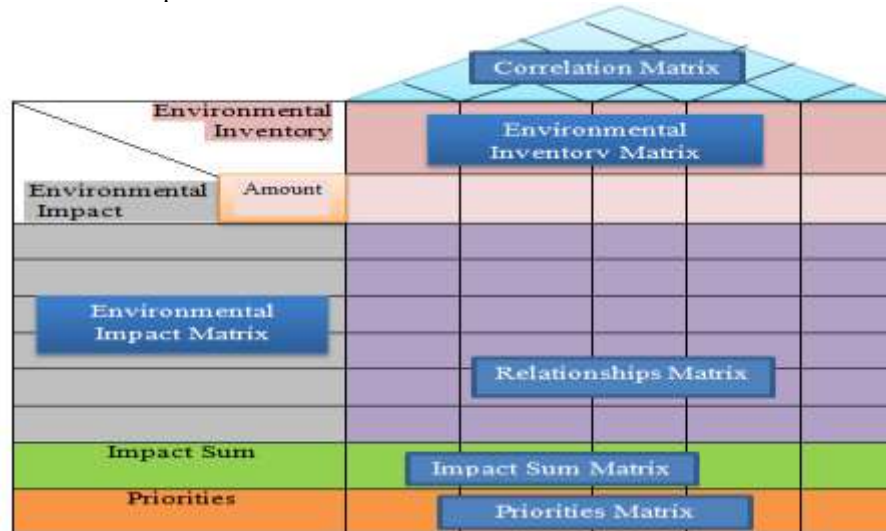 Correlation Matrix
Environmental
Inventory
Environmental
Inventory Matrix
Environmental
Impact
Amount
Environmental
Impact Matrix
Relationships Matrix
Impact Sum
Impact Sum Matrix
Priorities
Priorities Matrix